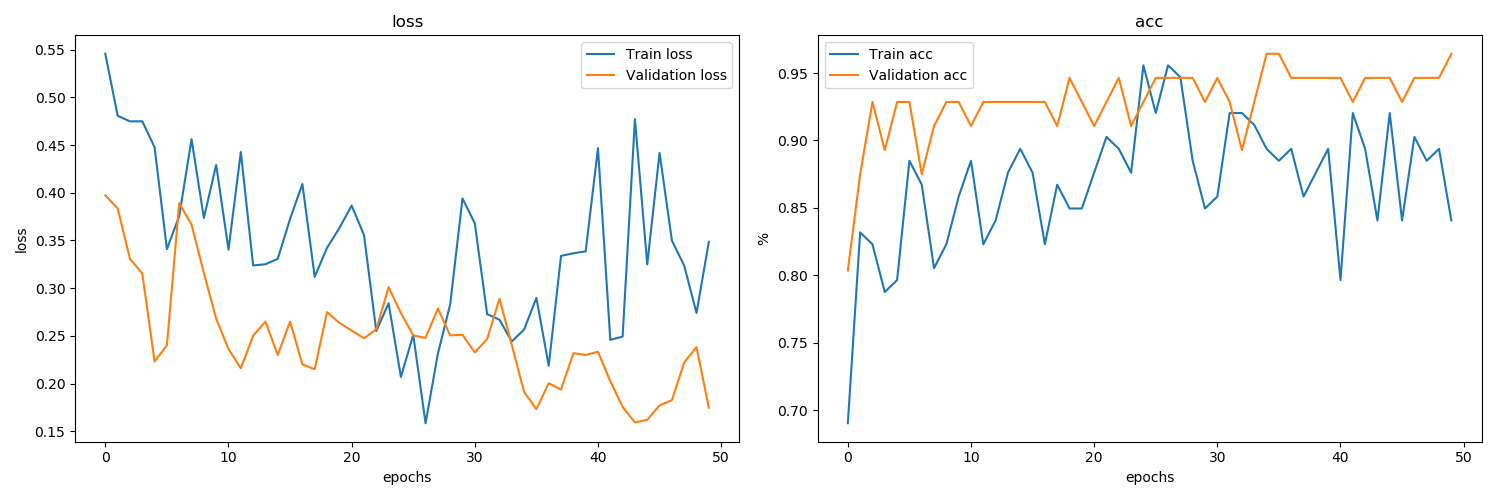 loss
Train loss
Validation loss
0.55
0.50
0.45
0.40
0.35
0.30
0.25
0.20
0.15
loss
0 10 20 30 40 50
epochs
acc
Train acc
Validation acc
0.95
0.90
0.85
0.80
0.75
0.70
%
0 10 20 30 40 50
epochs